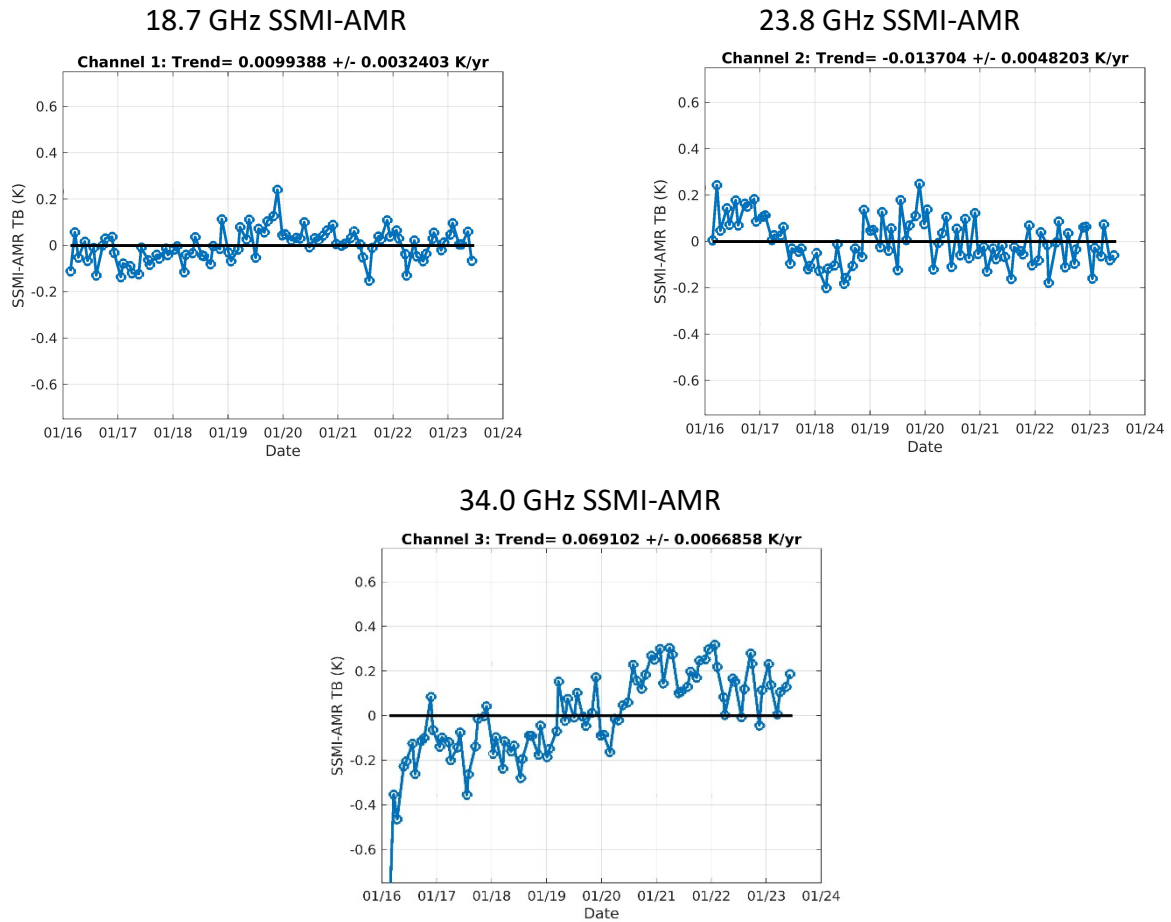 18.7 GHz SSMI-AMR
Channel 1: Trend= 0.0099388 +/- 0.0032403 K/yr
0.6
0.4
0.2
0
-0.2
-0.4
-0.6
SSMI-AMR TB (K)
01/16 01/17 01/18 01/19 01/20 01/21 01/22 01/23 01/24
Date
23.8 GHz SSMI-AMR
Channel 2: Trend= -0.013704 +/- 0.0048203 K/yr
0.6
0.4
0.2
0
-0.2
-0.4
-0.6
SSMI-AMR TB (K)
01/16 01/17 01/18 01/19 01/20 01/21 01/22 01/23 01/24
Date
34.0 GHz SSMI-AMR
Channel 3: Trend= 0.069102 +/- 0.0066858 K/yr
0.6
0.4
0.2
0
-0.2
-0.4
-0.6
SSMI-AMR TB (K)
01/16 01/17 01/18 01/19 01/20 01/21 01/22 01/23 01/24
Date